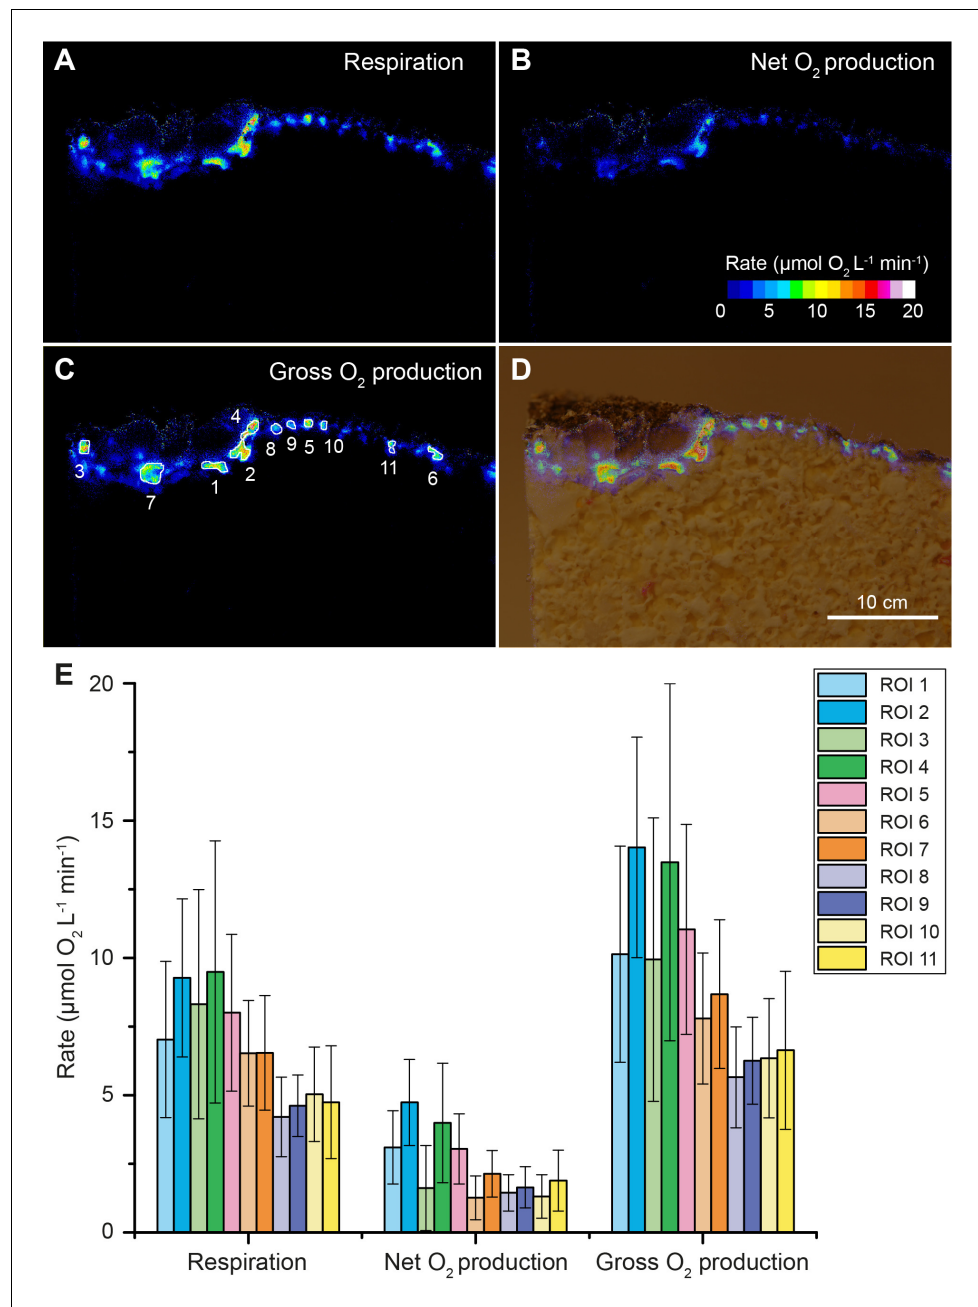 A
Respiration
B
Net O₂ production
Rate (µmol O₂ L⁻¹ min⁻¹)
0 5 10 15 20
C
Gross O₂ production
4
8 9 5 10
3
7
1
2
11
6
D
10 cm
E
20
15
10
5
0
Rate (µmol O₂ L⁻¹ min⁻¹)
Respiration
Net O₂ production
Gross O₂ production
ROI 1
ROI 2
ROI 3
ROI 4
ROI 5
ROI 6
ROI 7
ROI 8
ROI 9
ROI 10
ROI 11